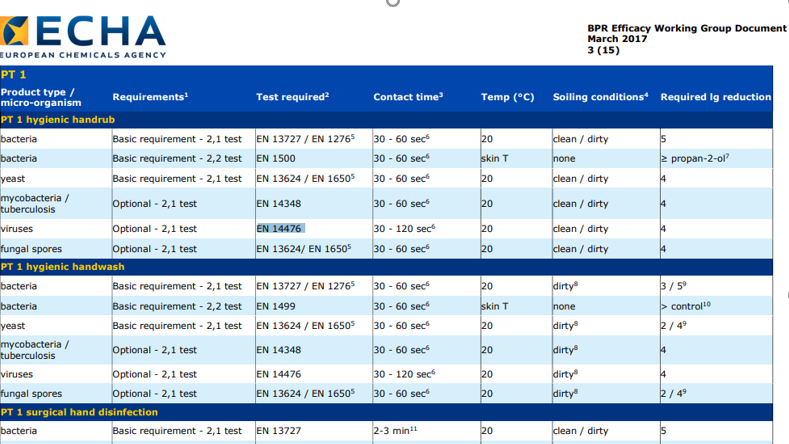 ECHA
EUROPEAN CHEMICALS AGENCY
BPR Efficacy Working Group Document
March 2017
3 (15)
PT 1
Product type / micro-organism Requirements¹ Test required² Contact time³ Temp (°C) Soiling conditions⁴ Required lg reduction
PT 1 hygienic handrub
bacteria Basic requirement - 2,1 test EN 13727 / EN 1276⁵ 30 - 60 sec⁶ 20 clean / dirty 5
bacteria Basic requirement - 2,2 test EN 1500 30 - 60 sec⁶ skin T none ≥ propan-2-ol⁷
yeast Basic requirement - 2,1 test EN 13624 / EN 1650⁵ 30 - 60 sec⁶ 20 clean / dirty 4
mycobacteria / tuberculosis Optional - 2,1 test EN 14348 30 - 60 sec⁶ 20 clean / dirty 4
viruses Optional - 2,1 test EN 14476 30 - 120 sec⁶ 20 clean / dirty 4
fungal spores Optional - 2,1 test EN 13624/ EN 1650⁵ 30 - 60 sec⁶ 20 clean / dirty 4
PT 1 hygienic handwash
bacteria Basic requirement - 2,1 test EN 13727 / EN 1276⁵ 30 - 60 sec⁶ 20 dirty⁸ 3 / 5⁹
bacteria Basic requirement - 2,2 test EN 1499 30 - 60 sec⁶ skin T none > control¹⁰
yeast Basic requirement - 2,1 test EN 13624 / EN 1650⁵ 30 - 60 sec⁶ 20 dirty⁸ 2 / 4⁹
mycobacteria / tuberculosis Optional - 2,1 test EN 14348 30 - 60 sec⁶ 20 dirty⁸ 4
viruses Optional - 2,1 test EN 14476 30 - 120 sec⁶ 20 dirty⁸ 4
fungal spores Optional - 2,1 test EN 13624 / EN 1650⁵ 30 - 60 sec⁶ 20 dirty⁸ 2 / 4⁹
PT 1 surgical hand disinfection
bacteria Basic requirement - 2,1 test EN 13727 2-3 min¹¹ 20 clean / dirty 5